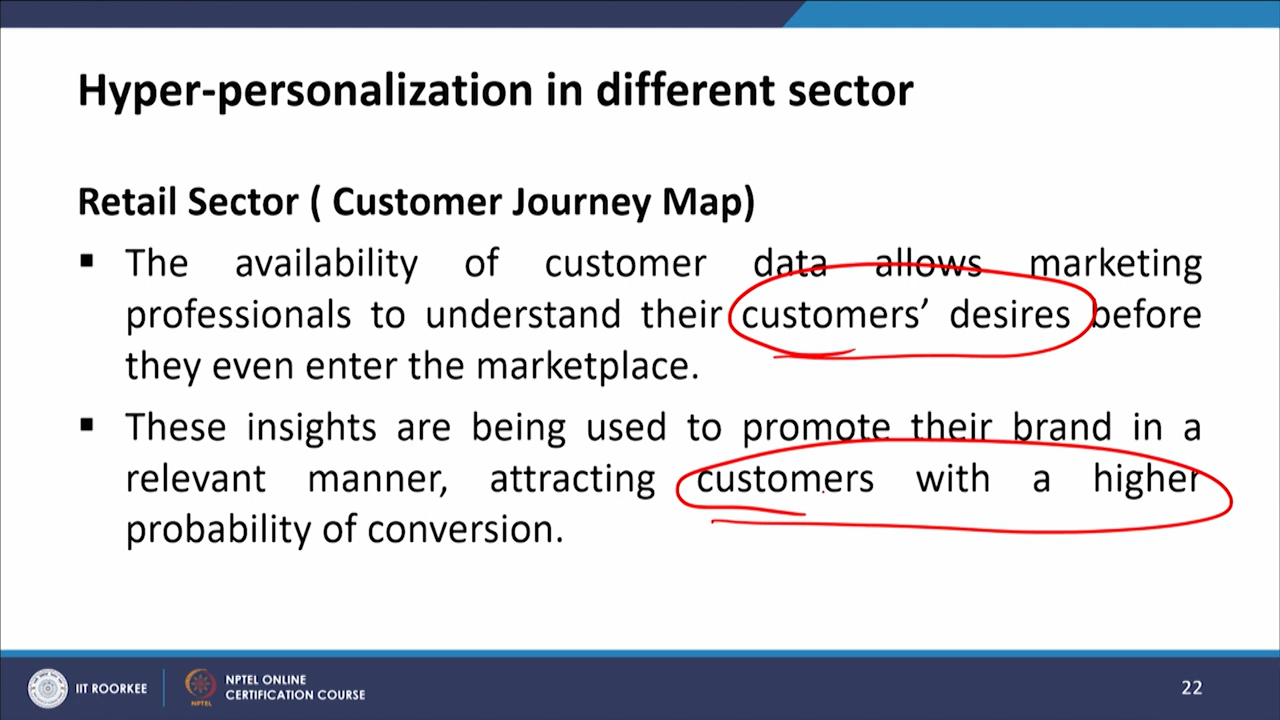 Hyper-personalization in different sector
Retail Sector ( Customer Journey Map)
▪ The availability of customer data allows marketing
professionals to understand their customers’ desires before
they even enter the marketplace.
▪ These insights are being used to promote their brand in a
relevant manner, attracting customers with a higher
probability of conversion.
IIT ROORKEE
NPTEL
NPTEL ONLINE
CERTIFICATION COURSE
22